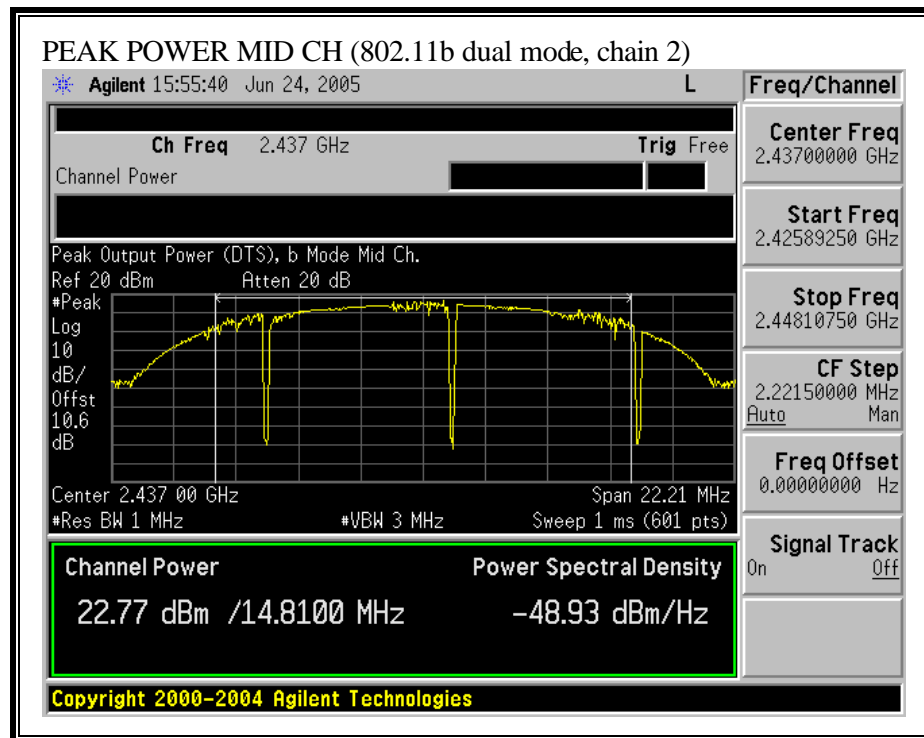 PEAK POWER MID CH (802.11b dual mode, chain 2)
Agilent 15:55:40 Jun 24, 2005 L
Freq/Channel
Ch Freq 2.437 GHz Trig Free
Channel Power
Center Freq
2.43700000 GHz
Start Freq
2.42589250 GHz
Stop Freq
2.44810750 GHz
CF Step
2.22150000 MHz
Auto Man
Freq Offset
0.00000000 Hz
Signal Track
On Off
Peak Output Power (DTS), b Mode Mid Ch.
Ref 20 dBm Atten 20 dB
#Peak
Log
10
dB/
Offst
10.6
dB
Center 2.437 00 GHz Span 22.21 MHz
#Res BW 1 MHz #VBW 3 MHz Sweep 1 ms (601 pts)
Channel Power Power Spectral Density
22.77 dBm /14.8100 MHz -48.93 dBm/Hz
Copyright 2000-2004 Agilent Technologies